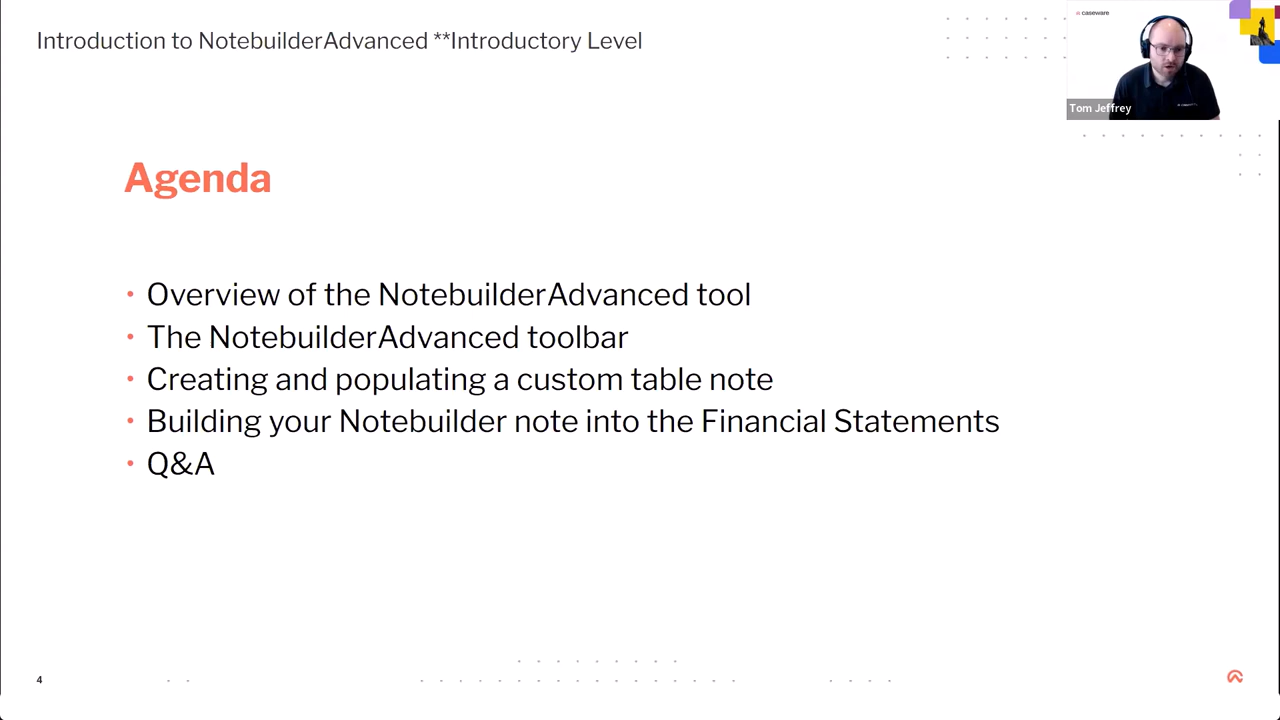 Introduction to NotebuilderAdvanced **Introductory Level
caseware
Tom Jeffrey
Agenda
• Overview of the NotebuilderAdvanced tool
• The NotebuilderAdvanced toolbar
• Creating and populating a custom table note
• Building your Notebuilder note into the Financial Statements
• Q&A
4